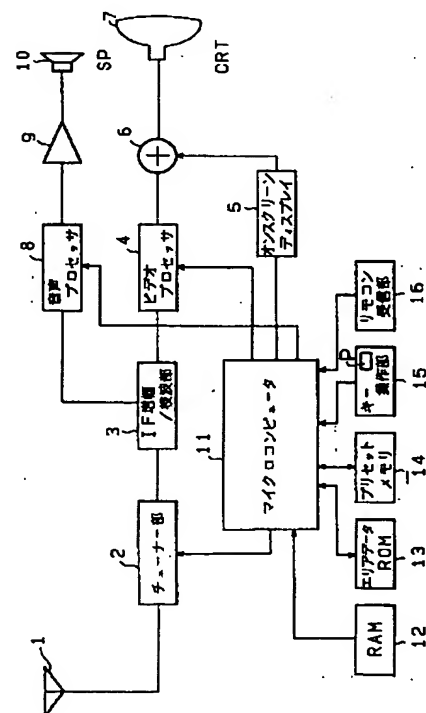 10
9
SP
7
8
音声
プロセッサ
6
CRT
4
ビデオ
プロセッサ
3
IF増幅
/検波部
5
オンスクリーン
ディスプレイ
1
2
チューナー部
11
マイクロコンピュータ
RAM
エリアデータ
ROM
プリセット
メモリ
キー
P
操作部
リモコン
受信部
12
13
14
15
16